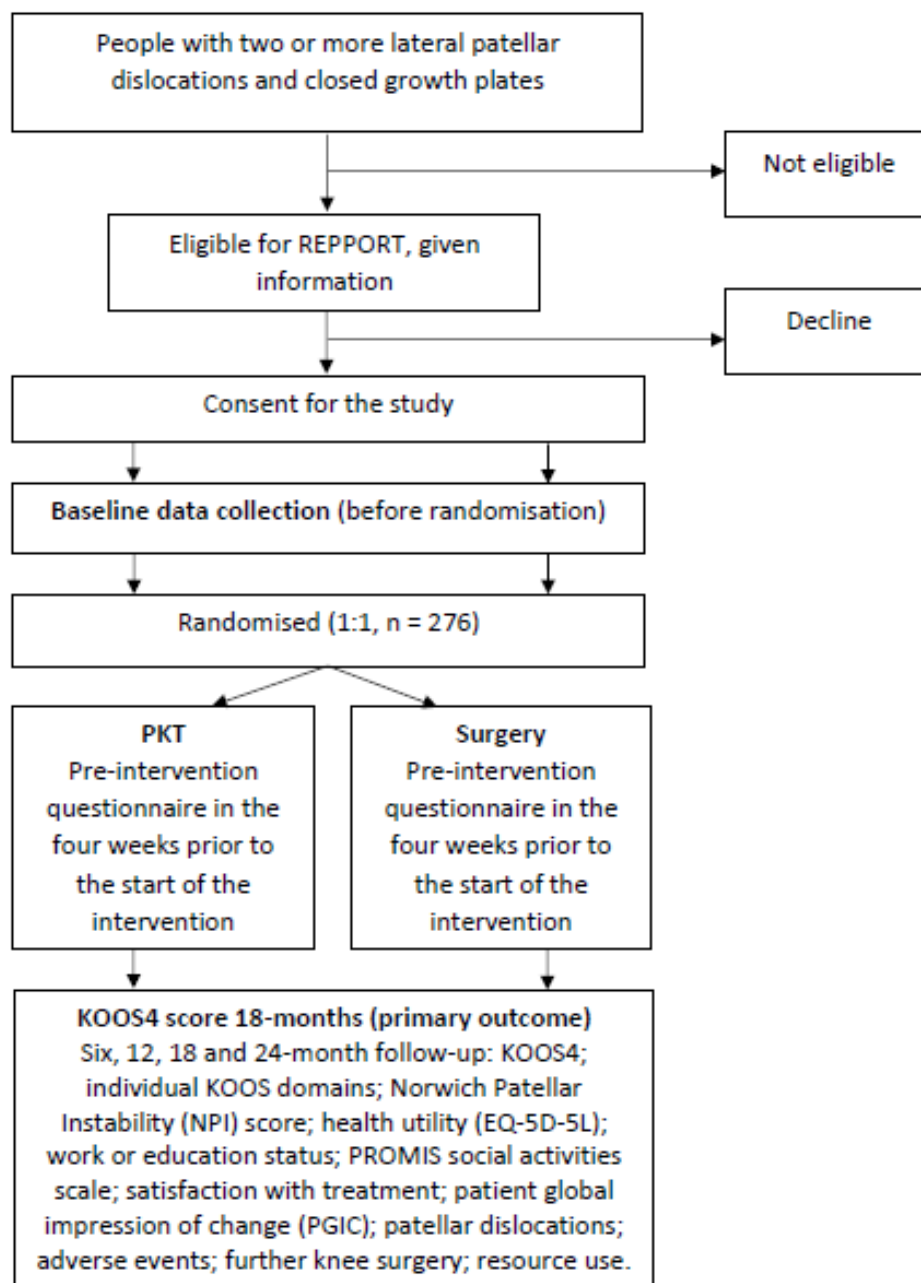 People with two or more lateral patellar
dislocations and closed growth plates
Not eligible
Eligible for REPPORT, given
information
Decline
Consent for the study
Baseline data collection (before randomisation)
Randomised (1:1, n = 276)
PKT
Pre-intervention
questionnaire in the
four weeks prior to
the start of the
intervention
Surgery
Pre-intervention
questionnaire in the
four weeks prior to
the start of the
intervention
KOOS4 score 18-months (primary outcome)
Six, 12, 18 and 24-month follow-up: KOOS4;
individual KOOS domains; Norwich Patellar
Instability (NPI) score; health utility (EQ-5D-5L);
work or education status; PROMIS social activities
scale; satisfaction with treatment; patient global
impression of change (PGIC); patellar dislocations;
adverse events; further knee surgery; resource use.